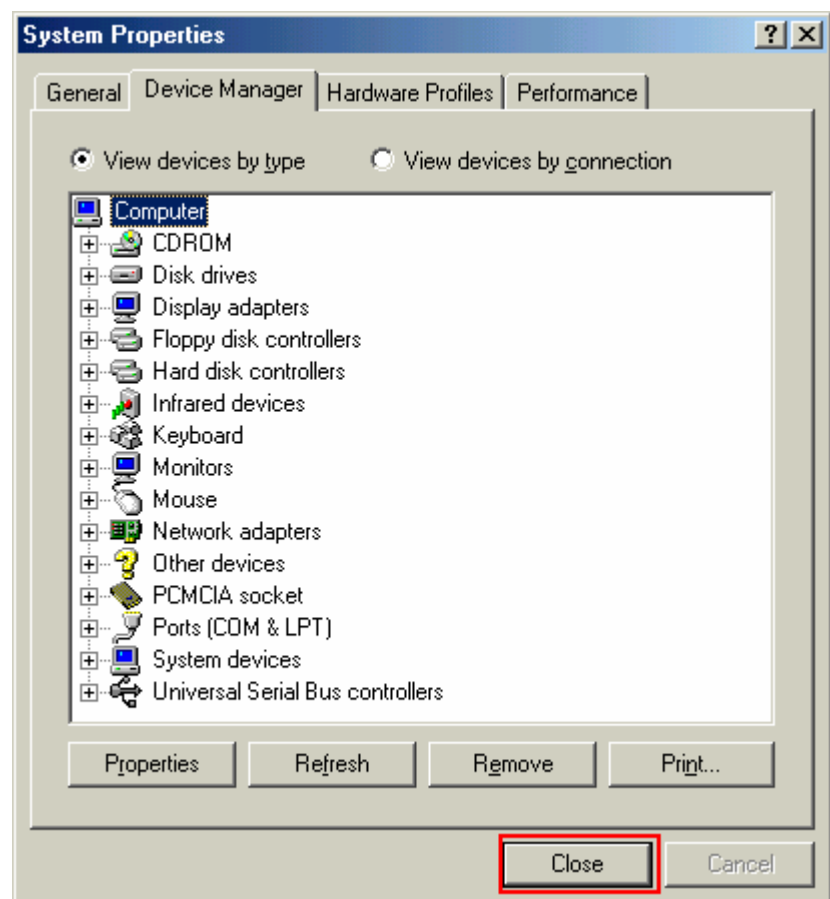 System Properties
General Device Manager Hardware Profiles Performance
View devices by type View devices by connection
Computer
CDROM
Disk drives
Display adapters
Floppy disk controllers
Hard disk controllers
Infrared devices
Keyboard
Monitors
Mouse
Network adapters
Other devices
PCMCIA socket
Ports (COM & LPT)
System devices
Universal Serial Bus controllers
Properties Refresh Remove Print...
Close Cancel